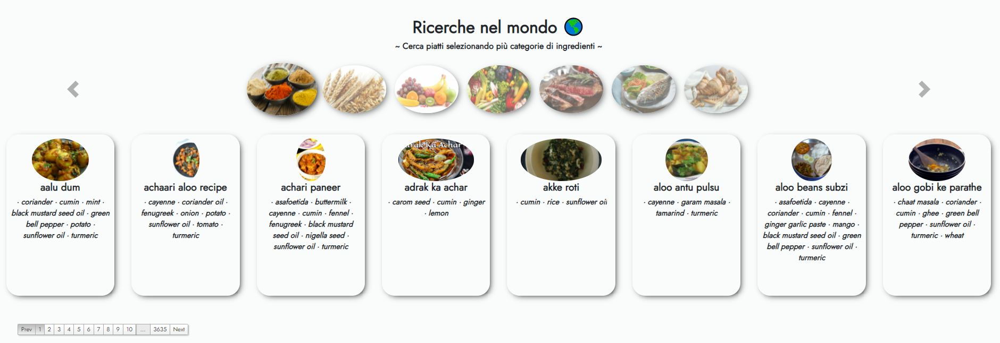 Ricerche nel mondo
~ Cerca piatti selezionando più categorie di ingredienti ~
Adrak Ka Achar
aalu dum
· coriander · cumin · mint ·
black mustard seed oil · green
bell pepper · potato ·
sunflower oil · turmeric
achaari aloo recipe
· cayenne · coriander oil ·
fenugreek · onion · potato ·
sunflower oil · tomato ·
turmeric
achari paneer
· asafoetida · buttermilk ·
cayenne · cumin · fennel ·
fenugreek · black mustard
seed oil · nigella seed ·
sunflower oil · turmeric
adrak ka achar
· carom seed · cumin · ginger
· lemon
akke roti
· cumin · rice · sunflower oil
aloo antu pulsu
· cayenne · garam masala ·
tamarind · turmeric
aloo beans subzi
· asafoetida · cayenne ·
coriander · cumin · fennel ·
ginger garlic paste · mango ·
black mustard seed oil · green
bell pepper · sunflower oil ·
turmeric
aloo gobi ke parathe
· chaat masala · coriander ·
cumin · ghee · green bell
pepper · sunflower oil ·
turmeric · wheat
Prev 1 2 3 4 5 6 7 8 9 10 ... 3635 Next